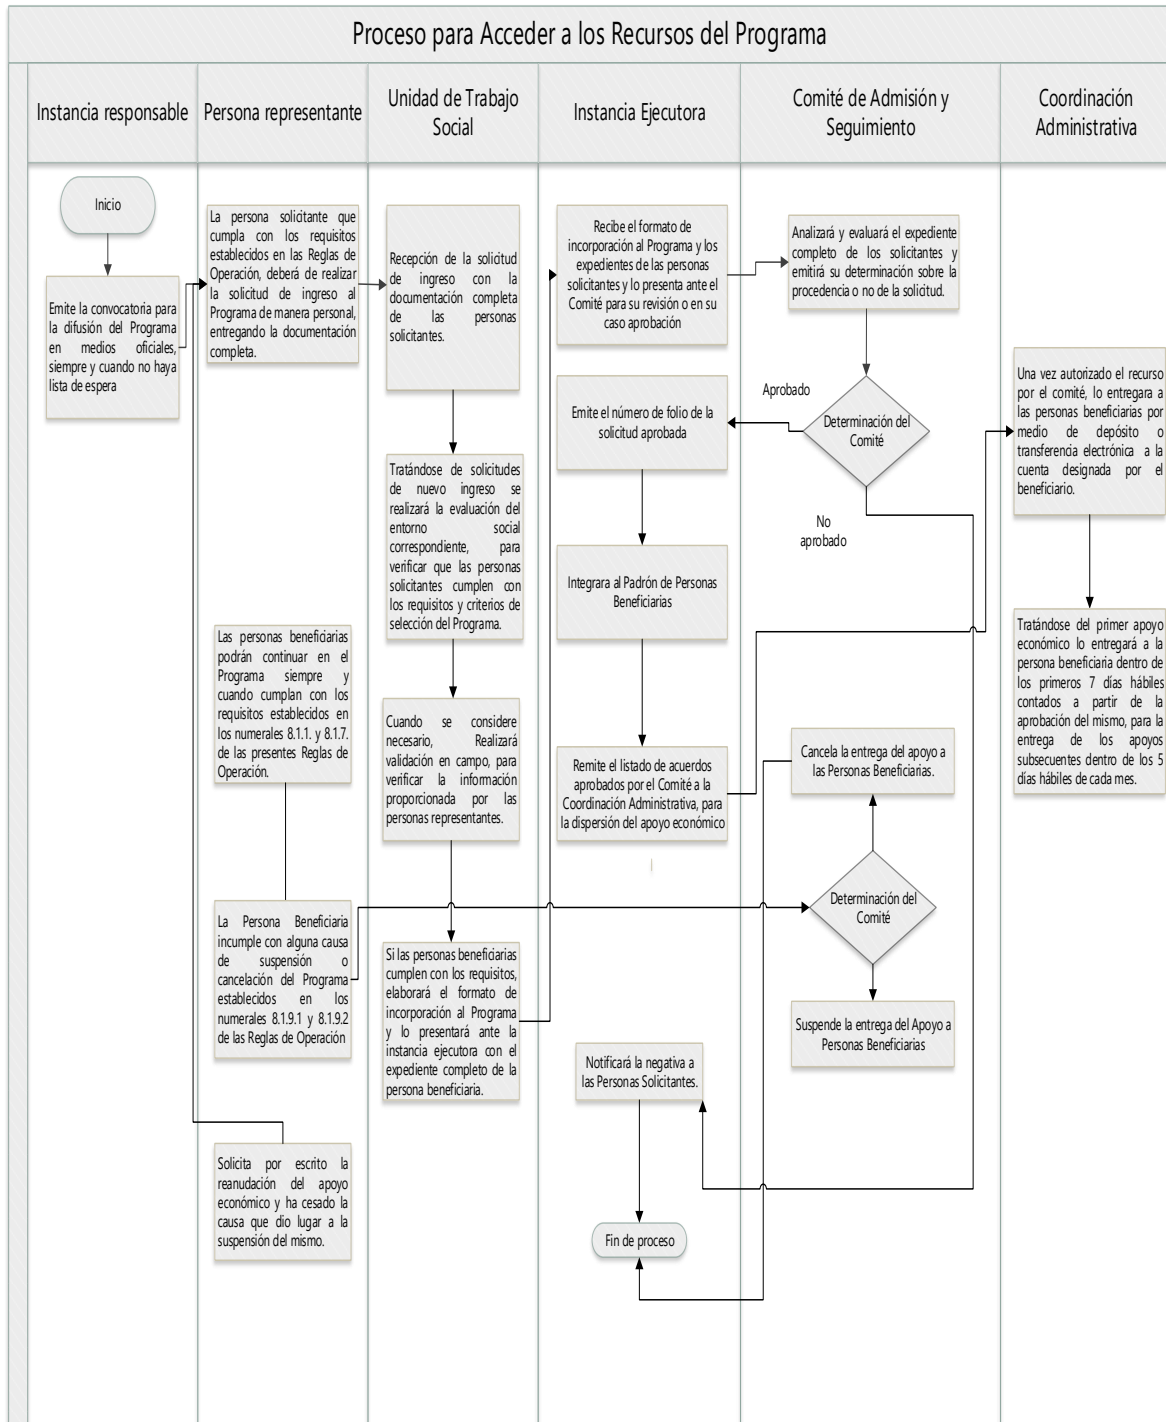 Proceso para Acceder a los Recursos del Programa
Instancia responsable
Persona representante
Unidad de Trabajo
Social
Instancia Ejecutora
Comité de Admisión y
Seguimiento
Coordinación
Administrativa
Inicio
Emite la convocatoria para
la difusión del Programa
en medios oficiales,
siempre y cuando no haya
lista de espera
La persona solicitante que
cumpla con los requisitos
establecidos en las Reglas de
Operación, deberá de realizar
la solicitud de ingreso al
Programa de manera personal,
entregando la documentación
completa.
Las personas beneficiarias
podrán continuar en el
Programa siempre y
cuando cumplan con los
requisitos establecidos en
los numerales 8.1.1. y 8.1.7.
de las presentes Reglas de
Operación.
La Persona Beneficiaria
incumple con alguna causa
de suspensión o
cancelación del Programa
establecidos en los
numerales 8.1.9.1 y 8.1.9.2
de las Reglas de Operación
Solicita por escrito la
reanudación del apoyo
económico y ha cesado la
causa que dio lugar a la
suspensión del mismo.
Recepción de la solicitud
de ingreso con la
documentación completa
de las personas
solicitantes.
Tratándose de solicitudes
de nuevo ingreso se
realizará la evaluación del
entorno social
correspondiente, para
verificar que las personas
solicitantes cumplen con
los requisitos y criterios de
selección del Programa.
Cuando se considere
necesario, Realizará
validación en campo, para
verificar la información
proporcionada por las
personas representantes.
Si las personas beneficiarias
cumplen con los requisitos,
elaborará el formato de
incorporación al Programa
y lo presentará ante la
instancia ejecutora con el
expediente completo de la
persona beneficiaria.
Recibe el formato de
incorporación al Programa y los
expedientes de las personas
solicitantes y lo presenta ante el
Comité para su revisión o en su
caso aprobación
Emite el número de folio de la
solicitud aprobada
Integrara al Padrón de Personas
Beneficiarias
Remite el listado de acuerdos
aprobados por el Comité a la
Coordinación Administrativa, para
la dispersión del apoyo económico
Notificará la negativa a
las Personas Solicitantes.
Fin de proceso
Analizará y evaluará el expediente
completo de los solicitantes y
emitirá su determinación sobre la
procedencia o no de la solicitud.
Aprobado
Determinación del
Comité
No
aprobado
Cancela la entrega del apoyo a
las Personas Beneficiarias.
Determinación del
Comité
Suspende la entrega del Apoyo a
Personas Beneficiarias
Una vez autorizado el recurso
por el comité, lo entregara a
las personas beneficiarias por
medio de depósito o
transferencia electrónica a la
cuenta designada por el
beneficiario.
Tratándose del primer apoyo
económico lo entregará a la
persona beneficiaria dentro de
los primeros 7 días hábiles
contados a partir de la
aprobación del mismo, para la
entrega de los apoyos
subsecuentes dentro de los 5
días hábiles de cada mes.